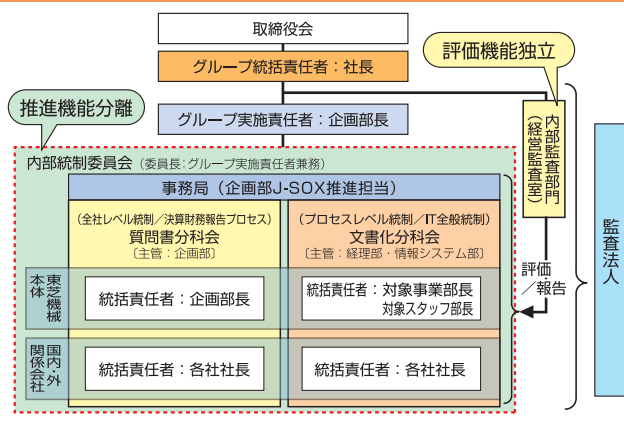 取締役会
グループ統括責任者：社長
評価機能独立
推進機能分離
グループ実施責任者：企画部長
内部監査部門
（経営監査室）
内部統制委員会（委員長：グループ実施責任者兼務）
事務局（企画部J-SOX推進担当）
（全社レベル統制／決算財務報告プロセス）
質問書分科会
〔主管：企画部〕
（プロセスレベル統制／IT全般統制）
文書化分科会
〔主管：経理部・情報システム部〕
監査法人
評価
／報告
東芝機械
本体
統括責任者：企画部長
統括責任者：対象事業部長
対象スタッフ部長
国内・外
関係会社
統括責任者：各社社長
統括責任者：各社社長